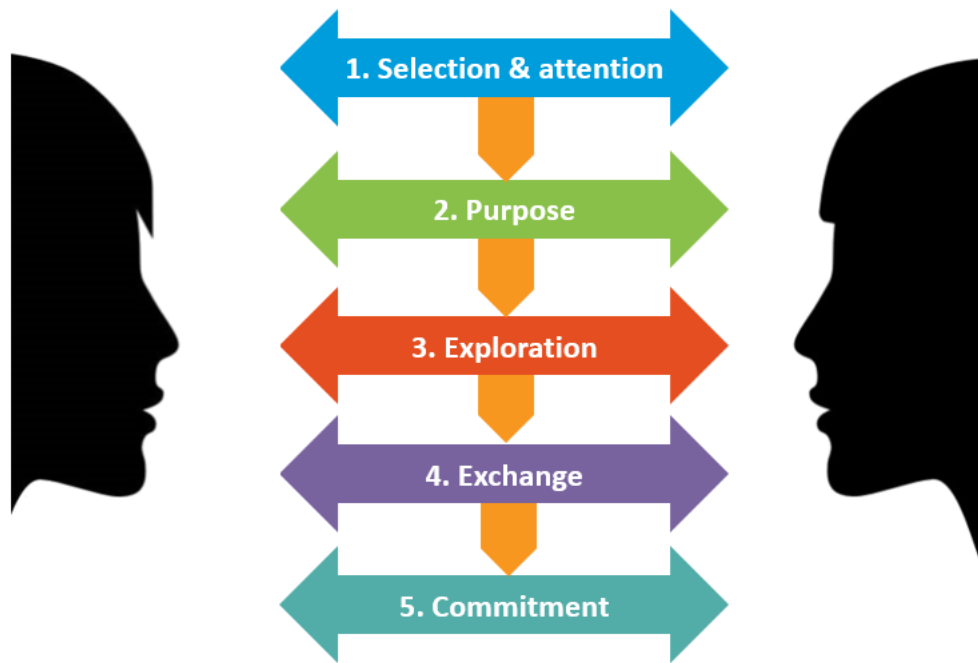 1. Selection & attention
2. Purpose
3. Exploration
4. Exchange
5. Commitment